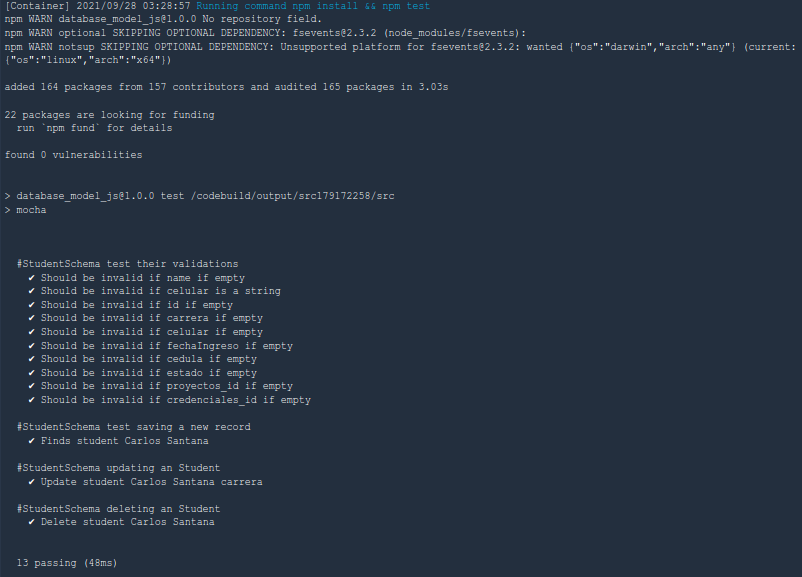 [Container] 2021/09/28 03:28:57 Running command npm install && npm test
npm WARN database_model_js@1.0.0 No repository field.
npm WARN optional SKIPPING OPTIONAL DEPENDENCY: fsevents@2.3.2 (node_modules/fsevents):
npm WARN notsup SKIPPING OPTIONAL DEPENDENCY: Unsupported platform for fsevents@2.3.2: wanted {"os":"darwin","arch":"any"} (current:
{"os":"linux","arch":"x64"})
added 164 packages from 157 contributors and audited 165 packages in 3.03s
22 packages are looking for funding
run `npm fund` for details
found 0 vulnerabilities
> database_model_js@1.0.0 test /codebuild/output/src179172258/src
> mocha
#StudentSchema test their validations
✔ Should be invalid if name if empty
✔ Should be invalid if celular is a string
✔ Should be invalid if id if empty
✔ Should be invalid if carrera if empty
✔ Should be invalid if celular if empty
✔ Should be invalid if fechaIngreso if empty
✔ Should be invalid if cedula if empty
✔ Should be invalid if estado if empty
✔ Should be invalid if proyectos_id if empty
✔ Should be invalid if credenciales_id if empty
#StudentSchema test saving a new record
✔ Finds student Carlos Santana
#StudentSchema updating an Student
✔ Update student Carlos Santana carrera
#StudentSchema deleting an Student
✔ Delete student Carlos Santana
13 passing (48ms)